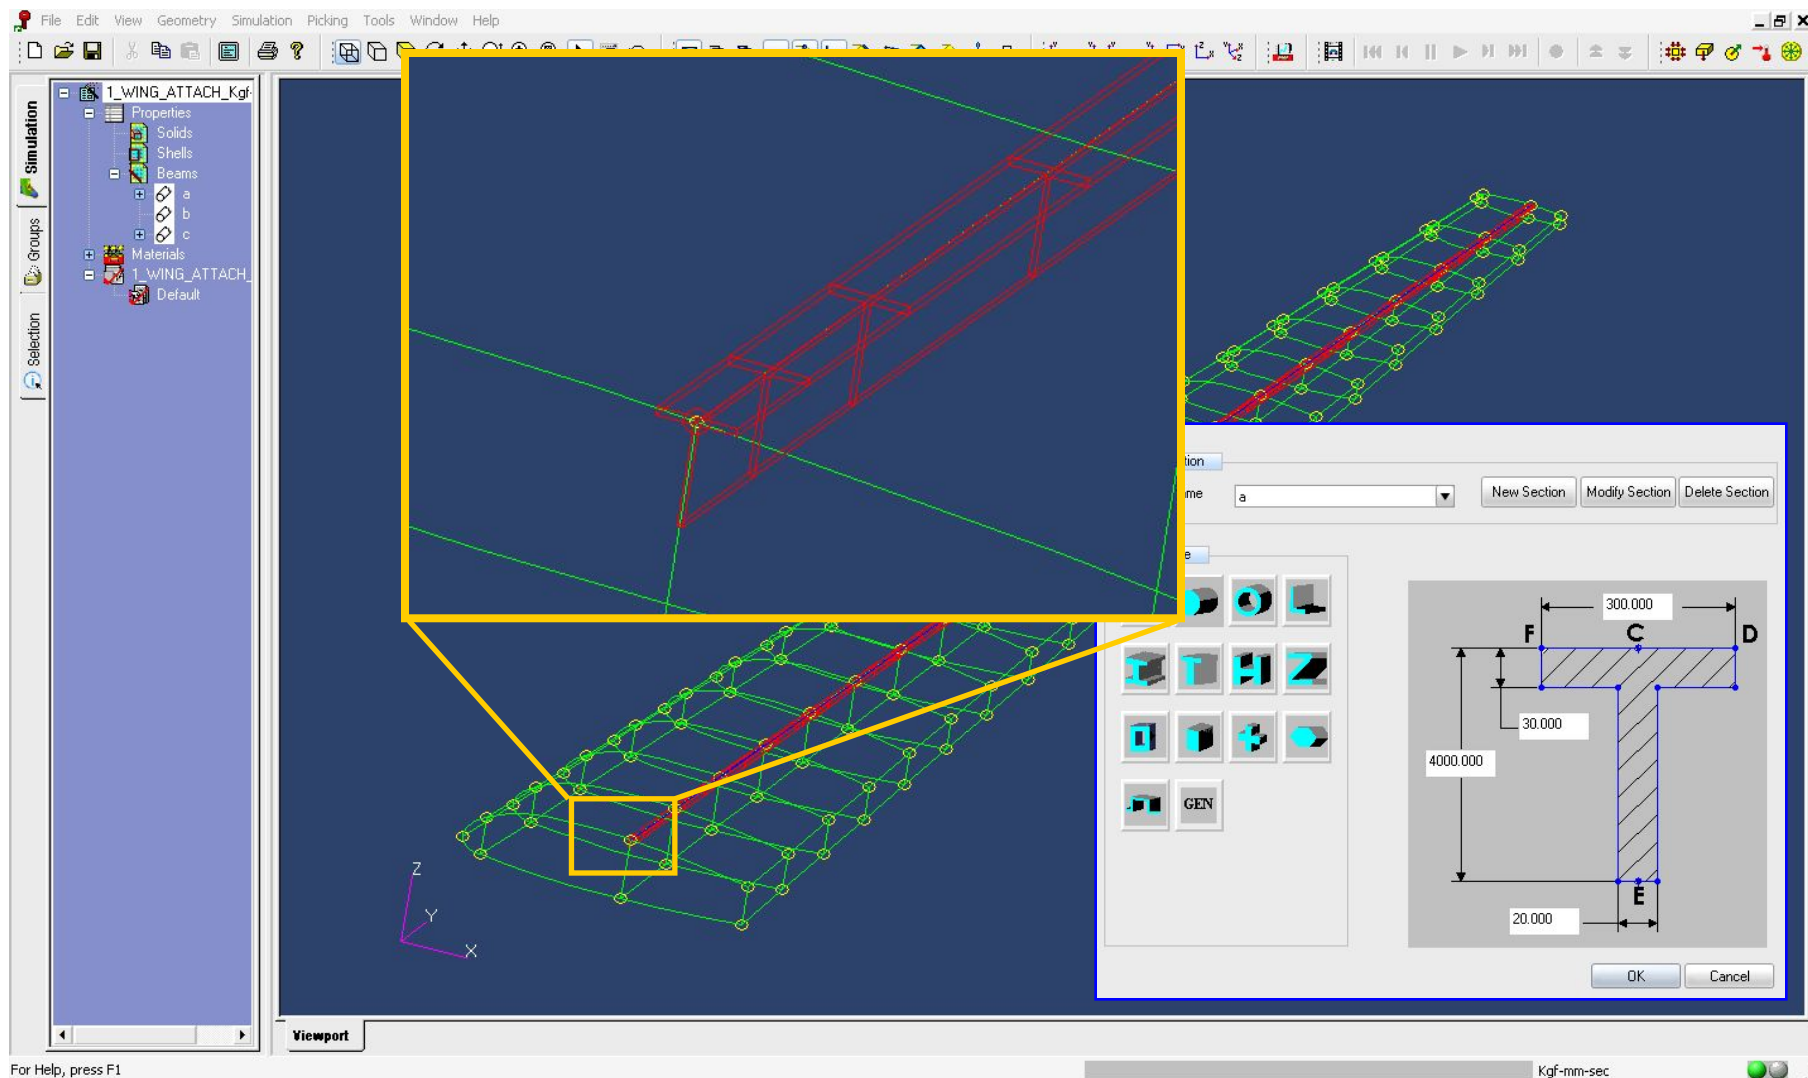 File Edit View Geometry Simulation Picking Tools Window Help
Simulation
Groups
Selection
1_WING_ATTACH_Kgf-
Properties
Solids
Shells
Beams
a
b
c
Materials
1_WING_ATTACH_
Default
Z
Y
X
tion
me
a
New Section Modify Section Delete Section
e
GEN
300.000
F C D
30.000
4000.000
E
20.000
OK Cancel
Viewport
For Help, press F1
Kgf-mm-sec